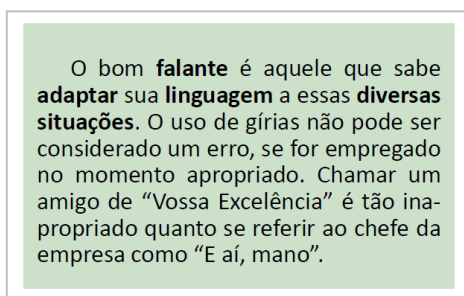 O bom falante é aquele que sabe
adaptar sua linguagem a essas diversas
situações. O uso de gírias não pode ser
considerado um erro, se for empregado
no momento apropriado. Chamar um
amigo de “Vossa Excelência” é tão ina-
propriado quanto se referir ao chefe da
empresa como “E aí, mano”.